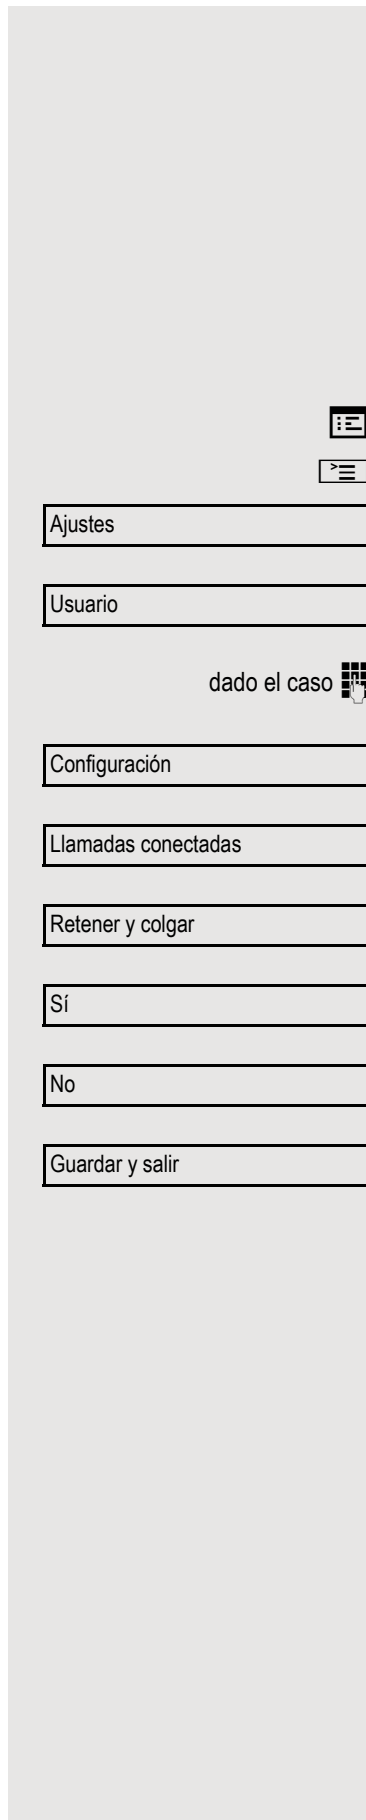 Ajustes
Usuario
dado el caso
Configuración
Llamadas conectadas
Retener y colgar
Sí
No
Guardar y salir